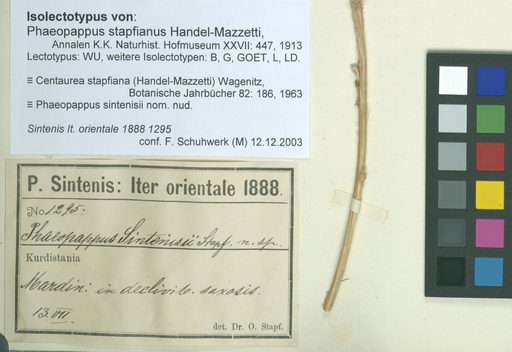 Isolectotypus von:
Phaeopappus stapfianus Handel-Mazzetti,
Annalen K.K. Naturhist. Hofmuseum XXVII: 447, 1913
Lectotypus: WU, weitere Isolectotypen: B, G, GOET, L, LD.
≡ Centaurea stapfiana (Handel-Mazzetti) Wagenitz,
Botanische Jahrbücher 82: 186, 1963
≡ Phaeopappus sintenisii nom. nud.
Sintenis It. orientale 1888 1295
conf. F. Schuhwerk (M) 12.12.2003
P. Sintenis: Iter orientale 1888.
No 1295.
Phaeopappus Sintenisii Stapf. n. sp.
Kurdistania
Mardin: in declivib. saxosis.
13. VII
det. Dr. O. Stapf.